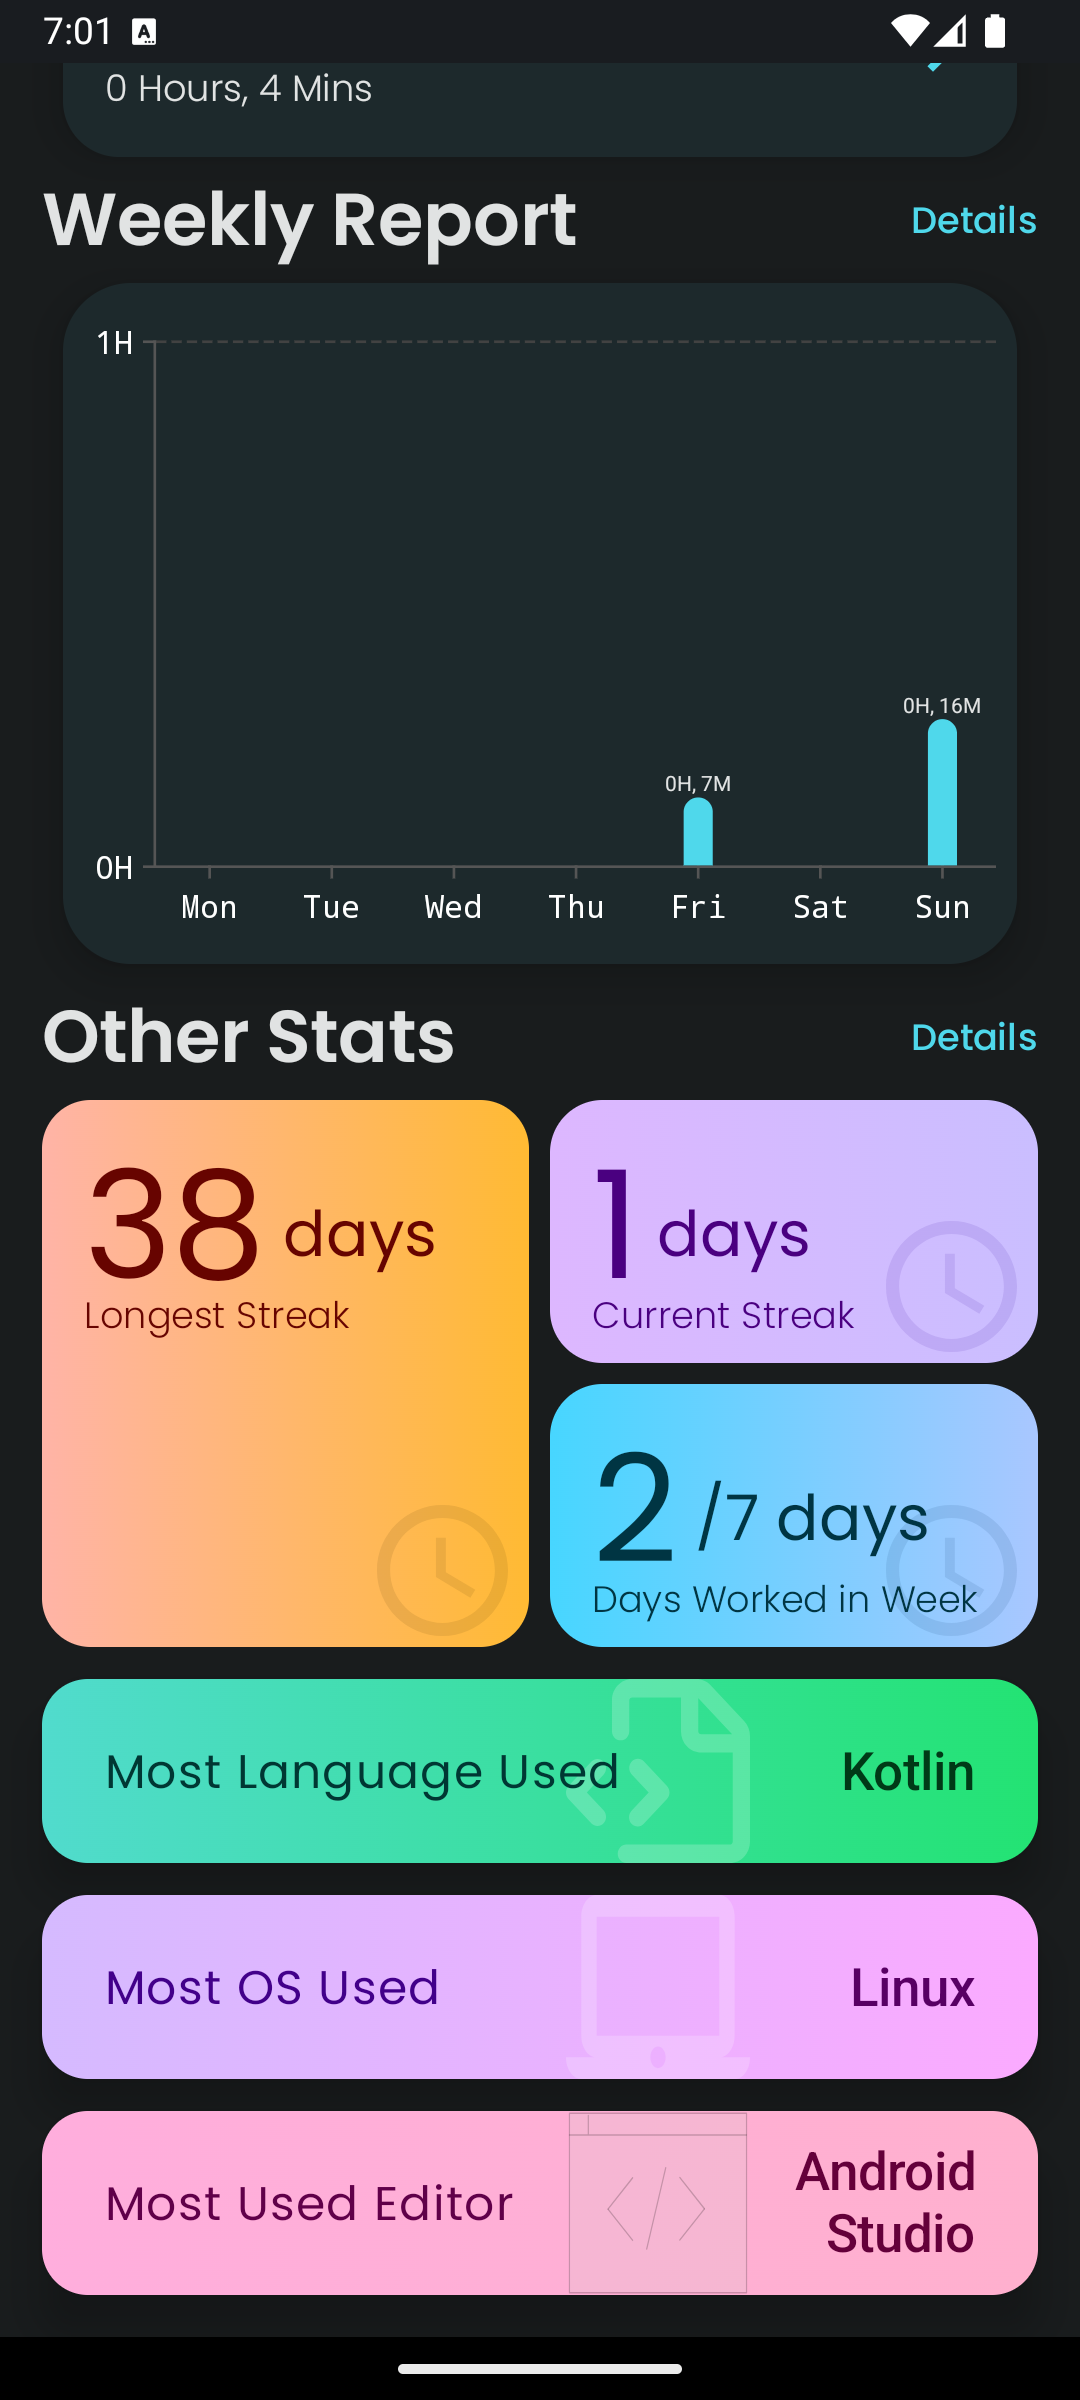 7:01
0 Hours, 4 Mins
Weekly Report
Details
1H
0H, 16M
0H, 7M
0H
Mon Tue Wed Thu Fri Sat Sun
Other Stats
Details
38 days
Longest Streak
1 days
Current Streak
2 /7 days
Days Worked in Week
Most Language Used
Kotlin
Most OS Used
Linux
Most Used Editor
Android
Studio